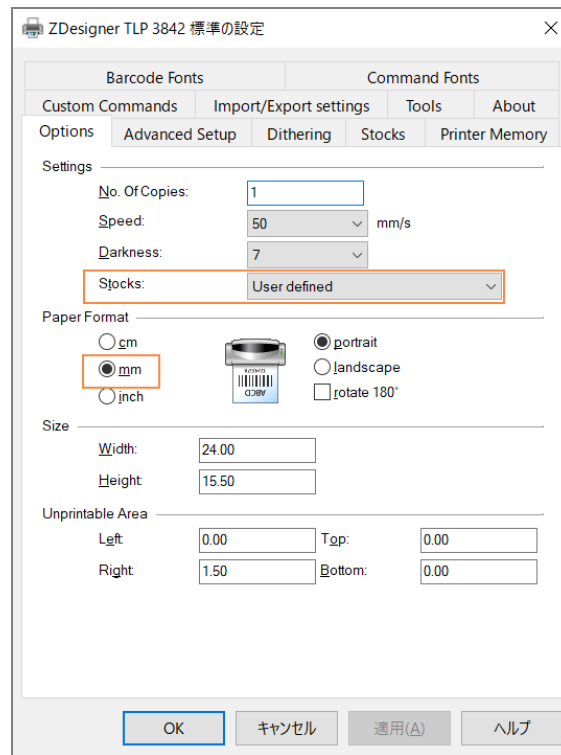 ZDesigner TLP 3842 標準の設定
Barcode Fonts Command Fonts
Custom Commands Import/Export settings Tools About
Options Advanced Setup Dithering Stocks Printer Memory
Settings
No. Of Copies: 1
Speed: 50 mm/s
Darkness: 7
Stocks: User defined
Paper Format
cm portrait
mm landscape
inch rotate 180°
ABCD
Size
Width: 24.00
Height: 15.50
Unprintable Area
Left: 0.00 Top: 0.00
Right: 1.50 Bottom: 0.00
OK キャンセル 適用(A) ヘルプ